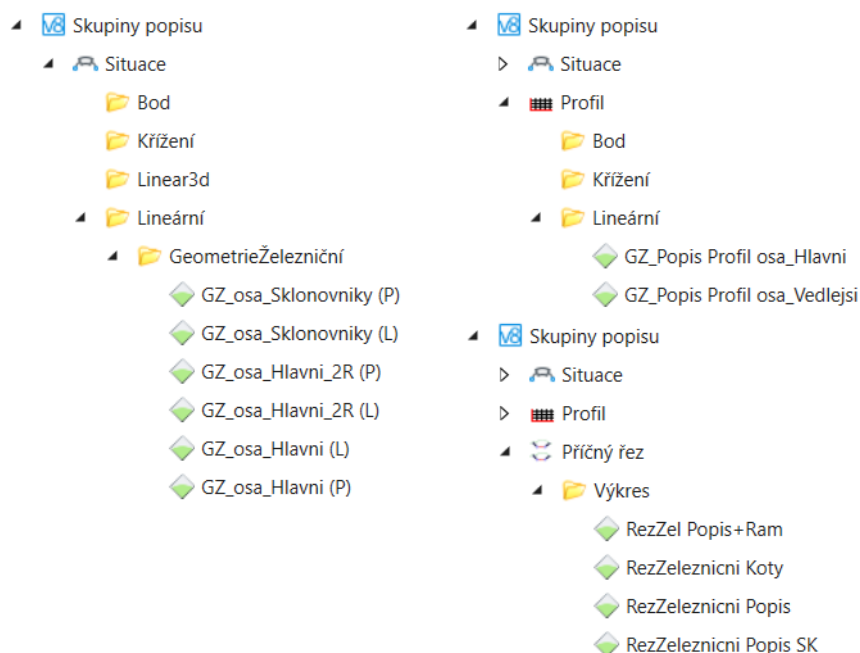 Skupiny popisu
Situace
Bod
Křížení
Linear3d
Lineární
GeometrieŽelezniční
GZ_osa_Sklonovniky (P)
GZ_osa_Sklonovniky (L)
GZ_osa_Hlavni_2R (P)
GZ_osa_Hlavni_2R (L)
GZ_osa_Hlavni (L)
GZ_osa_Hlavni (P)
Skupiny popisu
Situace
Profil
Bod
Křížení
Lineární
GZ_Popis Profil osa_Hlavni
GZ_Popis Profil osa_Vedlejsi
Skupiny popisu
Situace
Profil
Příčný řez
Výkres
RezZel Popis+Ram
RezZeleznicni Koty
RezZeleznicni Popis
RezZeleznicni Popis SK